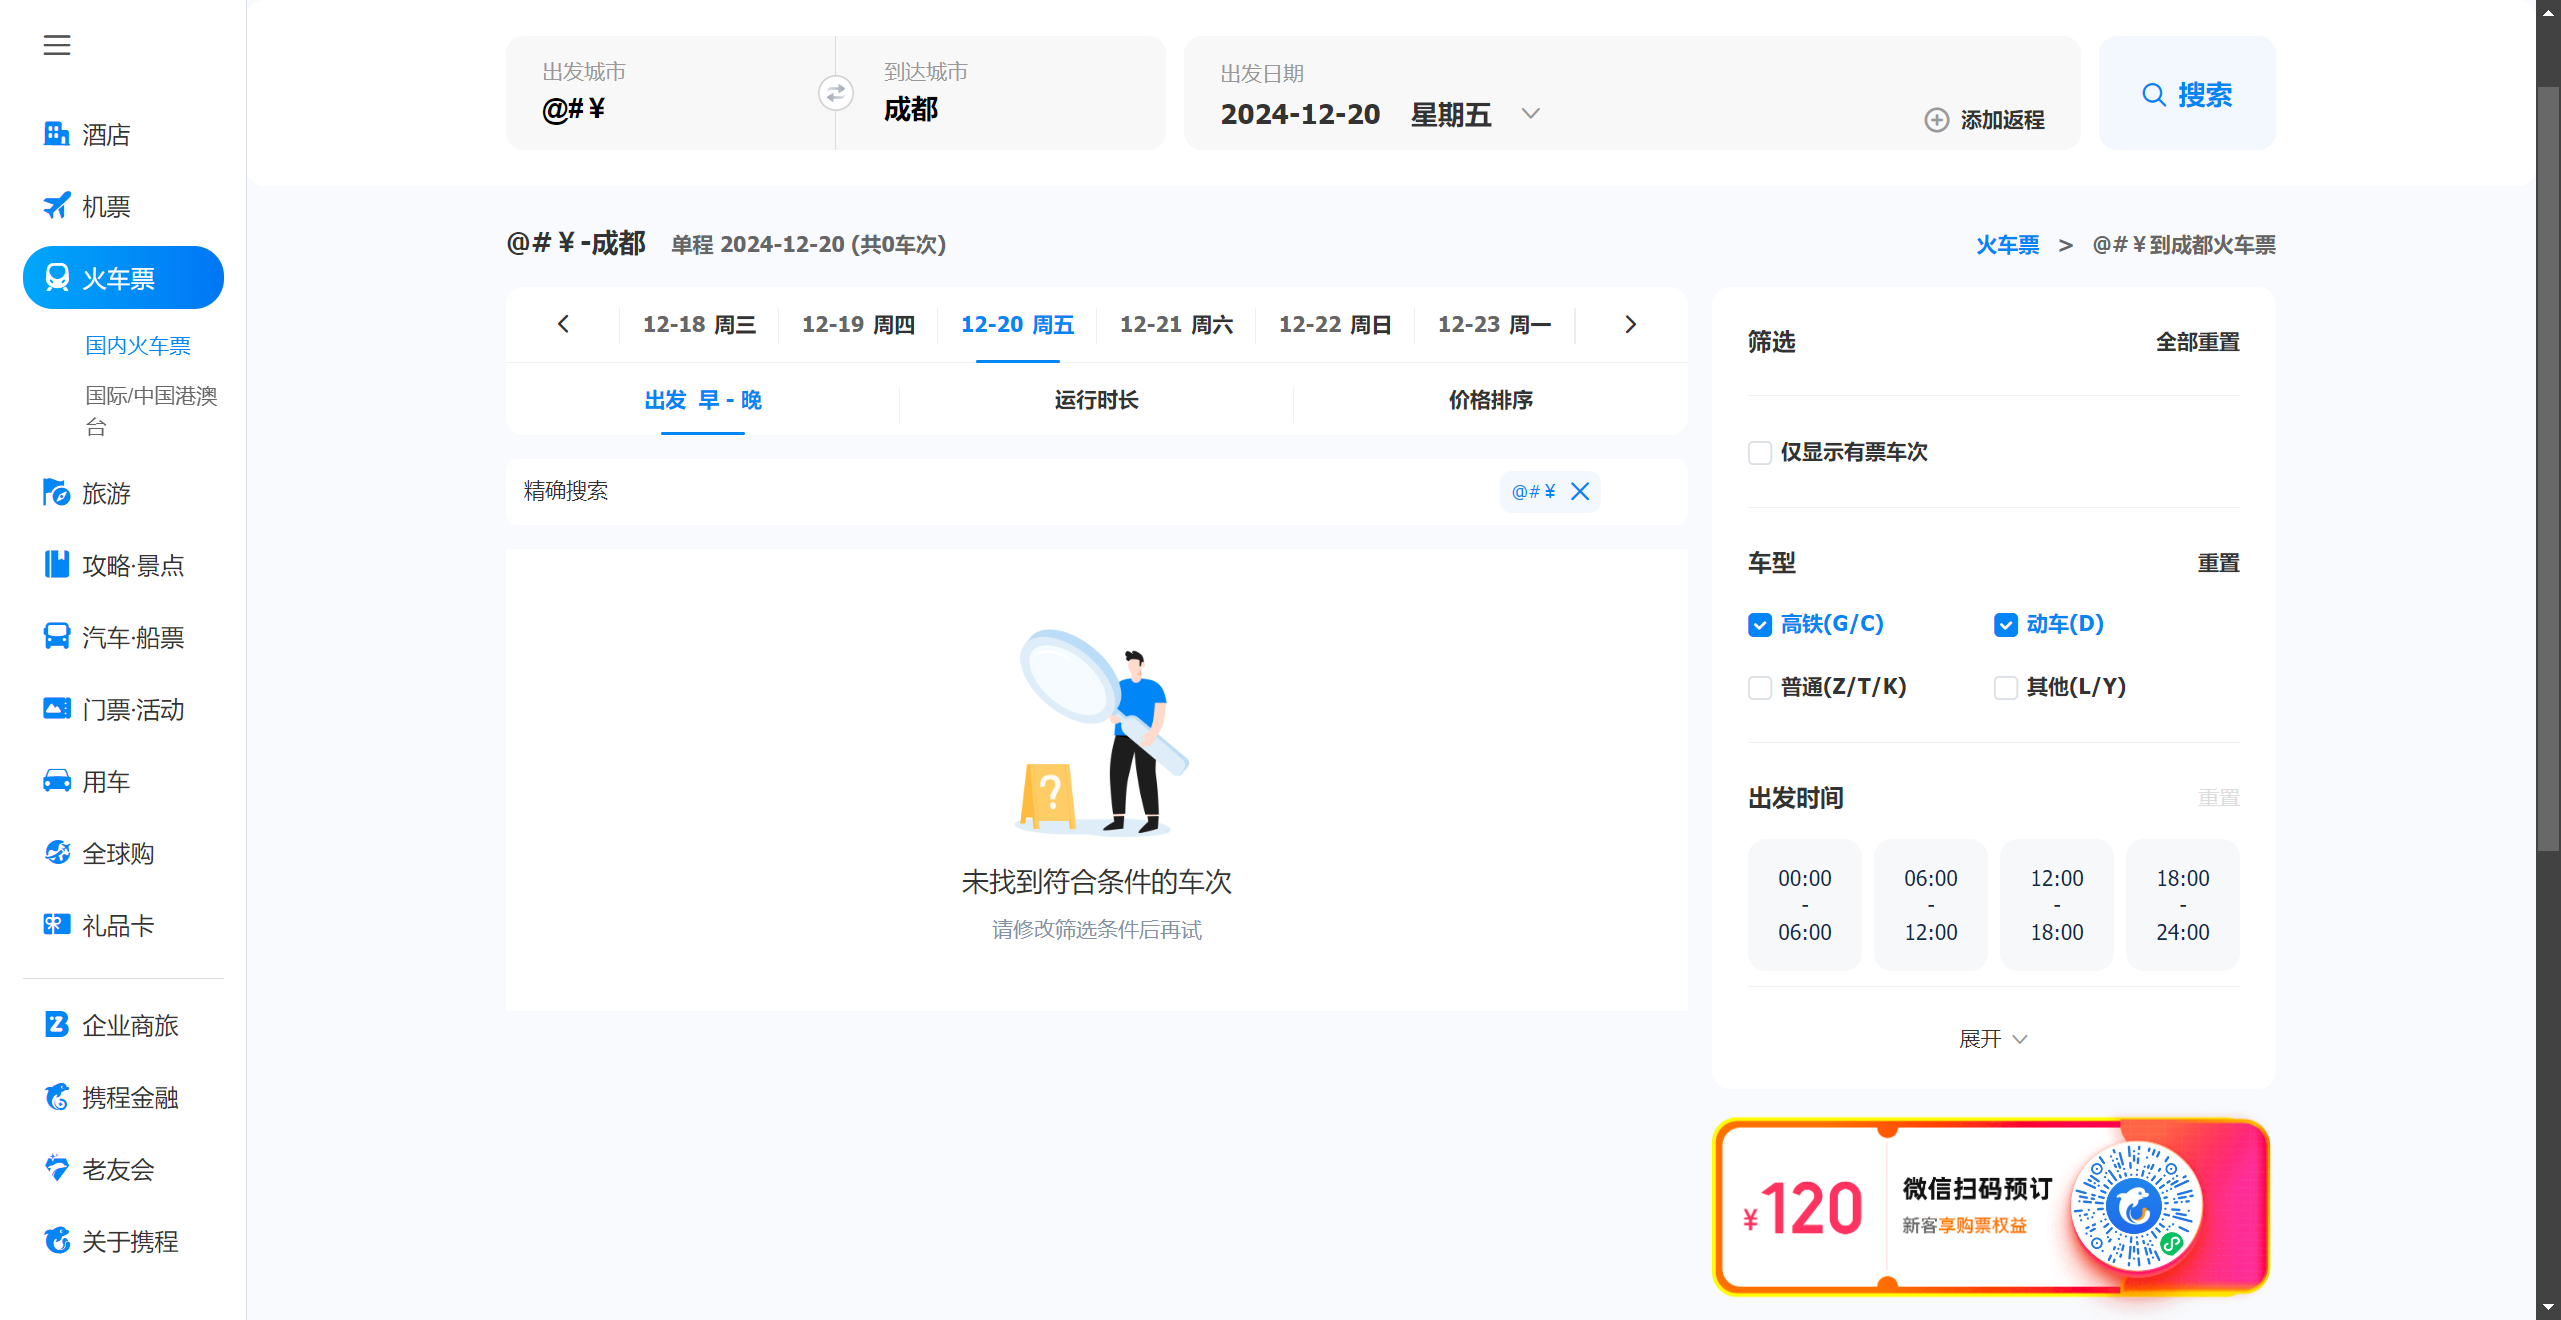 酒店
机票
火车票
国内火车票
国际/中国港澳
台
旅游
攻略·景点
汽车·船票
门票·活动
用车
全球购
礼品卡
企业商旅
携程金融
老友会
关于携程
出发城市
@#￥
到达城市
成都
出发日期
2024-12-20 星期五
添加返程
搜索
@#￥-成都 单程 2024-12-20 (共0车次)
火车票 > @#￥到成都火车票
12-18 周三
12-19 周四
12-20 周五
12-21 周六
12-22 周日
12-23 周一
出发 早 - 晚
运行时长
价格排序
精确搜索
@#￥
?
未找到符合条件的车次
请修改筛选条件后再试
筛选
全部重置
仅显示有票车次
车型
重置
高铁(G/C)
动车(D)
普通(Z/T/K)
其他(L/Y)
出发时间
重置
00:00
-
06:00
06:00
-
12:00
12:00
-
18:00
18:00
-
24:00
展开
¥120
微信扫码预订
新客享购票权益